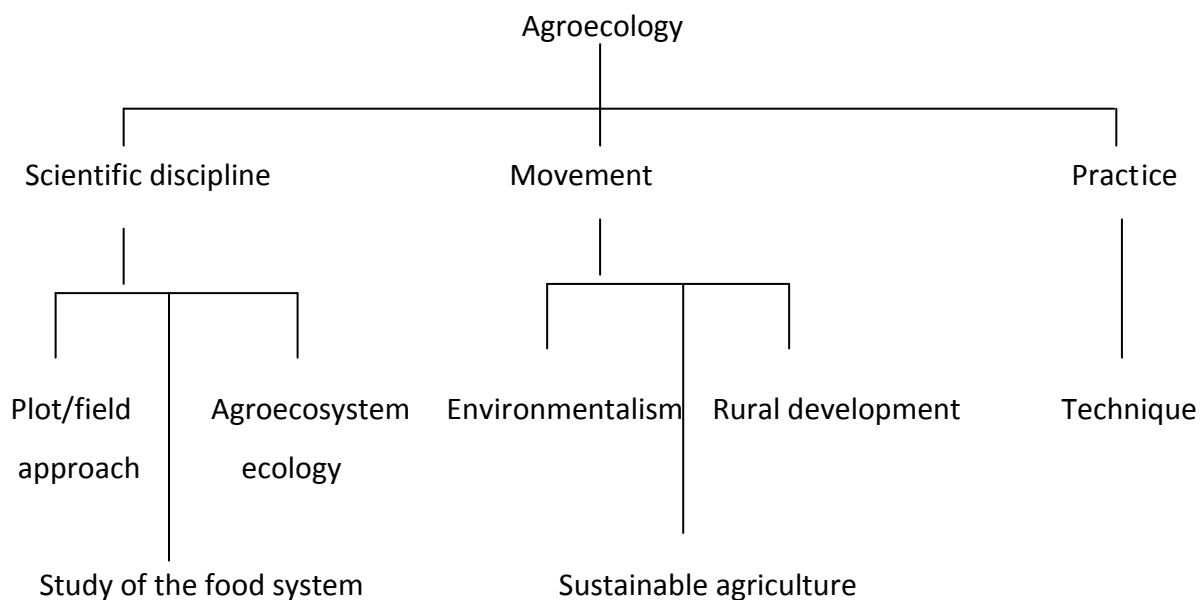 Agroecology
Scientific discipline
Movement
Practice
Plot/field
approach
Agroecosystem
ecology
Environmentalism
Rural development
Technique
Study of the food system
Sustainable agriculture